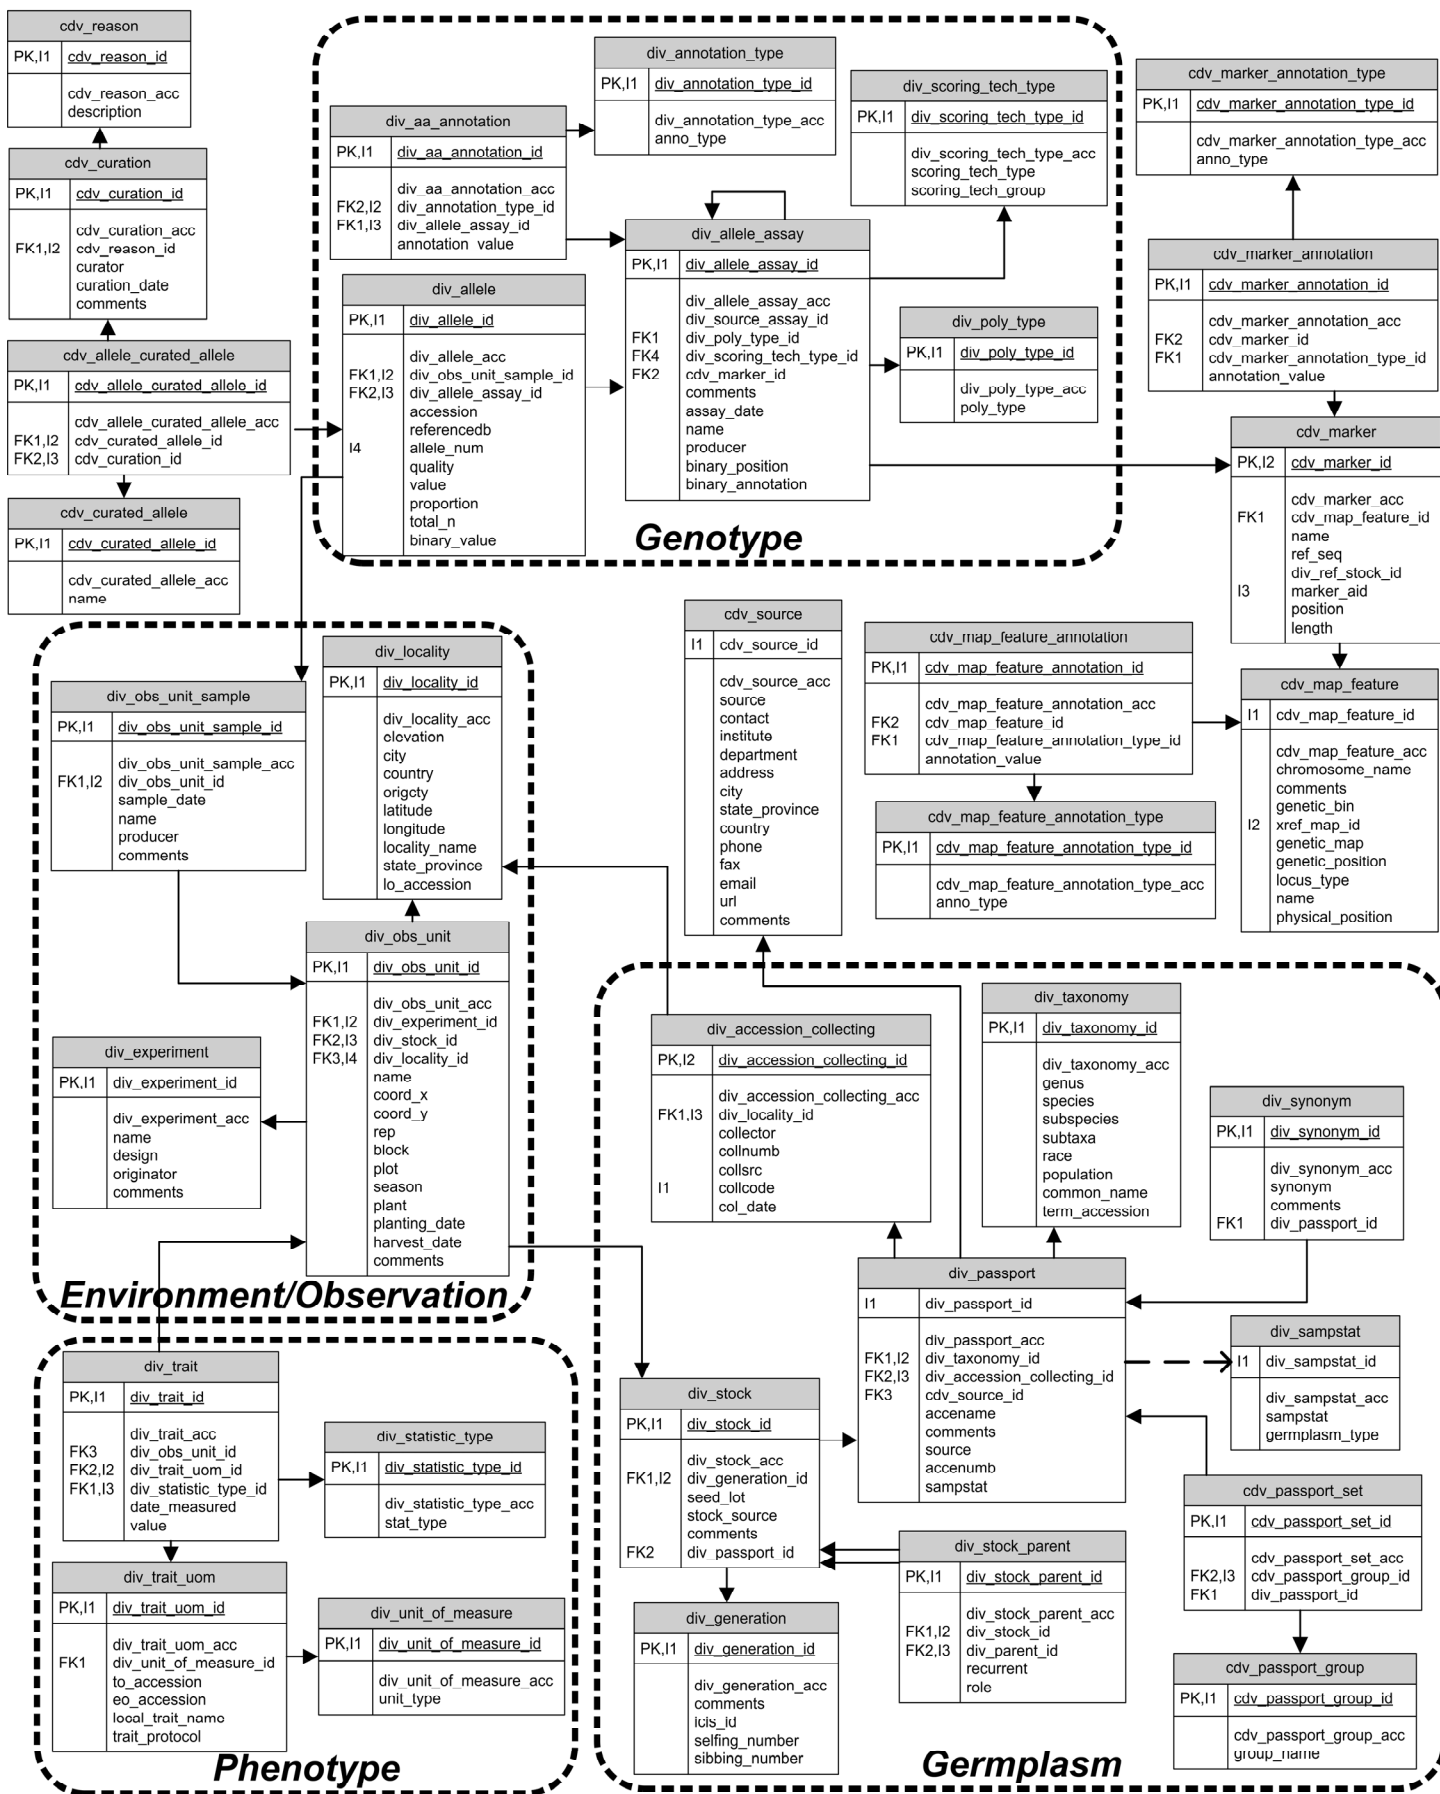 cdv_reason
PK,I1 cdv_reason_id
cdv_reason_acc
description
cdv_curation
PK,I1 cdv_curation_id
cdv_curation_acc
FK1,I2 cdv_reason_id
curator
curation_date
comments
cdv_allele_curated_allele
PK,I1 cdv_allele_curated_allele_id
cdv_allele_curated_allele_acc
FK1,I2 cdv_curated_allele_id
FK2,I3 cdv_curation_id
cdv_curated_allele
PK,I1 cdv_curated_allele_id
cdv_curated_allele_acc
name
div_annotation_type
PK,I1 div_annotation_type_id
div_annotation_type_acc
anno_type
div_aa_annotation
PK,I1 div_aa_annotation_id
div_aa_annotation_acc
FK2,I2 div_annotation_type_id
FK1,I3 div_allele_assay_id
annotation_value
div_scoring_tech_type
PK,I1 div_scoring_tech_type_id
div_scoring_tech_type_acc
scoring_tech_type
scoring_tech_group
div_allele
PK,I1 div_allele_id
div_allele_acc
FK1,I2 div_obs_unit_sample_id
FK2,I3 div_allele_assay_id
accession
referencedb
I4 allele_num
quality
value
proportion
total_n
binary_value
div_allele_assay
PK,I1 div_allele_assay_id
div_allele_assay_acc
div_source_assay_id
FK1 div_poly_type_id
FK4 div_scoring_tech_type_id
FK2 cdv_marker_id
comments
assay_date
name
producer
binary_position
binary_annotation
div_poly_type
PK,I1 div_poly_type_id
div_poly_type_acc
poly_type
Genotype
cdv_marker_annotation_type
PK,I1 cdv_marker_annotation_type_id
cdv_marker_annotation_type_acc
anno_type
cdv_marker_annotation
PK,I1 cdv_marker_annotation_id
cdv_marker_annotation_acc
FK2 cdv_marker_id
FK1 cdv_marker_annotation_type_id
annotation_value
cdv_marker
PK,I2 cdv_marker_id
cdv_marker_acc
FK1 cdv_map_feature_id
name
ref_seq
div_ref_stock_id
I3 marker_aid
position
length
cdv_map_feature
I1 cdv_map_feature_id
cdv_map_feature_acc
chromosome_name
comments
genetic_bin
I2 xref_map_id
genetic_map
genetic_position
locus_type
name
physical_position
cdv_map_feature_annotation
PK,I1 cdv_map_feature_annotation_id
cdv_map_feature_annotation_acc
FK2 cdv_map_feature_id
FK1 cdv_map_feature_annotation_type_id
annotation_value
cdv_map_feature_annotation_type
PK,I1 cdv_map_feature_annotation_type_id
cdv_map_feature_annotation_type_acc
anno_type
cdv_source
I1 cdv_source_id
cdv_source_acc
source
contact
institute
department
address
city
state_province
country
phone
fax
email
url
comments
div_locality
PK,I1 div_locality_id
div_locality_acc
elevation
city
country
origcty
latitude
longitude
locality_name
state_province
lo_accession
div_obs_unit_sample
PK,I1 div_obs_unit_sample_id
div_obs_unit_sample_acc
FK1,I2 div_obs_unit_id
sample_date
name
producer
comments
div_obs_unit
PK,I1 div_obs_unit_id
div_obs_unit_acc
FK1,I2 div_experiment_id
FK2,I3 div_stock_id
FK3,I4 div_locality_id
name
coord_x
coord_y
rep
block
plot
season
plant
planting_date
harvest_date
comments
div_experiment
PK,I1 div_experiment_id
div_experiment_acc
name
design
originator
comments
Environment/Observation
div_trait
PK,I1 div_trait_id
div_trait_acc
FK3 div_obs_unit_id
FK2,I2 div_trait_uom_id
FK1,I3 div_statistic_type_id
date_measured
value
div_statistic_type
PK,I1 div_statistic_type_id
div_statistic_type_acc
stat_type
div_trait_uom
PK,I1 div_trait_uom_id
div_trait_uom_acc
FK1 div_unit_of_measure_id
to_accession
eo_accession
local_trait_name
trait_protocol
div_unit_of_measure
PK,I1 div_unit_of_measure_id
div_unit_of_measure_acc
unit_type
Phenotype
div_accession_collecting
PK,I2 div_accession_collecting_id
div_accession_collecting_acc
FK1,I3 div_locality_id
collector
collnumb
collsrc
I1 collcode
col_date
div_taxonomy
PK,I1 div_taxonomy_id
div_taxonomy_acc
genus
species
subspecies
subtaxa
race
population
common_name
term_accession
div_synonym
PK,I1 div_synonym_id
div_synonym_acc
synonym
comments
FK1 div_passport_id
div_passport
I1 div_passport_id
div_passport_acc
FK1,I2 div_taxonomy_id
FK2,I3 div_accession_collecting_id
FK3 cdv_source_id
accename
comments
source
accenumb
sampstat
div_sampstat
I1 div_sampstat_id
div_sampstat_acc
sampstat
germplasm_type
div_stock
PK,I1 div_stock_id
div_stock_acc
FK1,I2 div_generation_id
seed_lot
stock_source
comments
FK2 div_passport_id
div_stock_parent
PK,I1 div_stock_parent_id
div_stock_parent_acc
FK1,I2 div_stock_id
FK2,I3 div_parent_id
recurrent
role
div_generation
PK,I1 div_generation_id
div_generation_acc
comments
icis_id
selfing_number
sibbing_number
cdv_passport_set
PK,I1 cdv_passport_set_id
cdv_passport_set_acc
FK2,I3 cdv_passport_group_id
FK1 div_passport_id
cdv_passport_group
PK,I1 cdv_passport_group_id
cdv_passport_group_acc
group_name
Germplasm